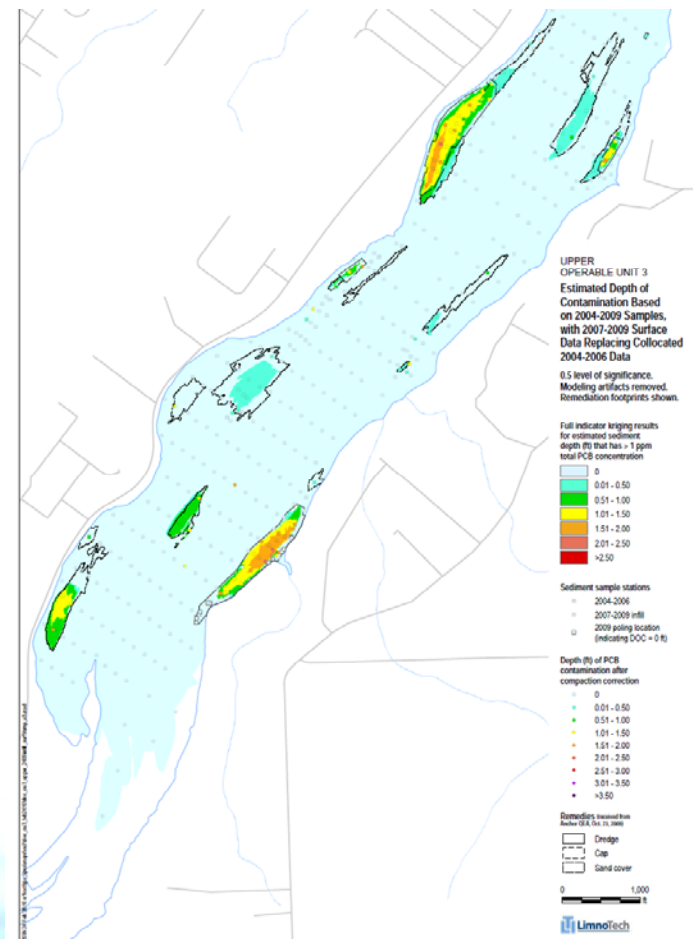 UPPER
OPERABLE UNIT 3
Estimated Depth of
Contamination Based
on 2004-2009 Samples,
with 2007-2009 Surface
Data Replacing Collocated
2004-2006 Data
0.5 level of significance.
Modeling artifacts removed.
Remediation footprints shown.
Full indicator kriging results
for estimated sediment
depth (ft) that has > 1 ppm
total PCB concentration
0
0.01 - 0.50
0.51 - 1.00
1.01 - 1.50
1.51 - 2.00
2.01 - 2.50
>2.50
Sediment sample stations
2004-2006
2007-2009 infill
2009 poling location
(indicating DOC = 0 ft)
Depth (ft) of PCB
contamination after
compaction correction
0
0.01 - 0.50
0.51 - 1.00
1.01 - 1.50
1.51 - 2.00
2.01 - 2.50
2.51 - 3.00
3.01 - 3.50
>3.50
Remedies (received from
Anchor QEA, Oct. 23, 2009)
Dredge
Cap
Sand cover
0 1,000
ft
LimnoTech